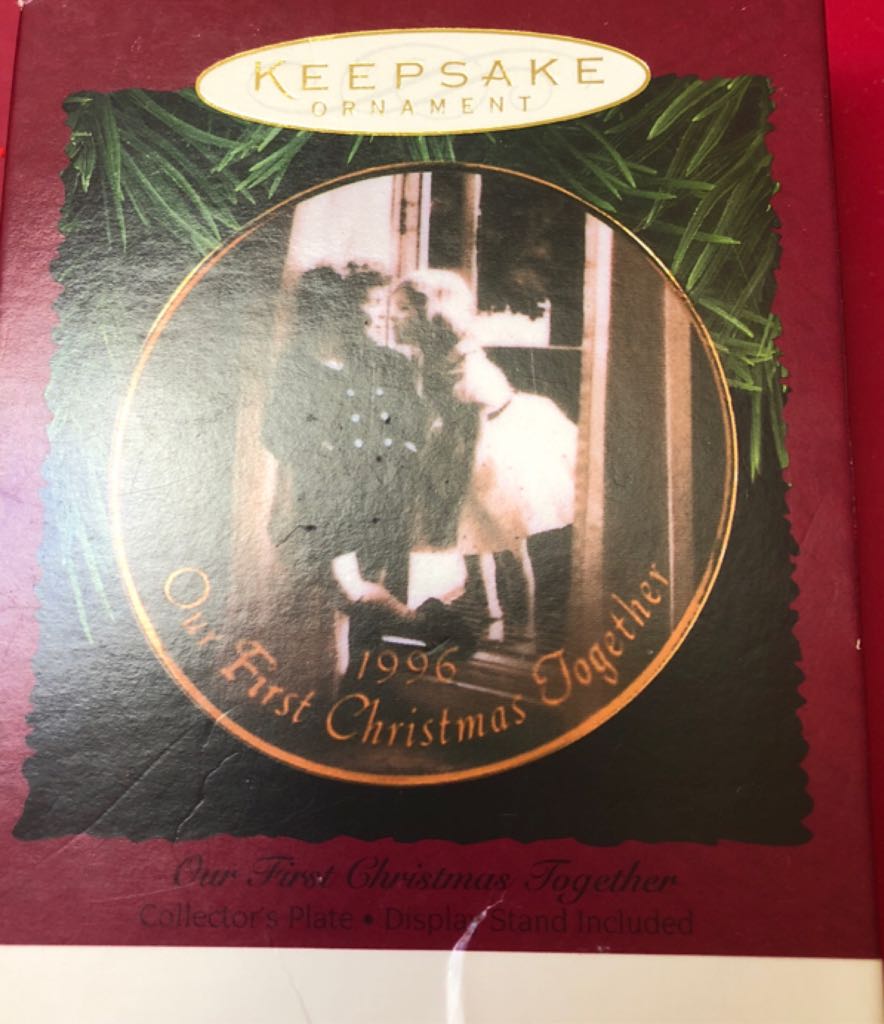 KEEPSAKE
ORNAMENT
1996
Our First Christmas Together
Our First Christmas Together
Collector's Plate • Display Stand Included